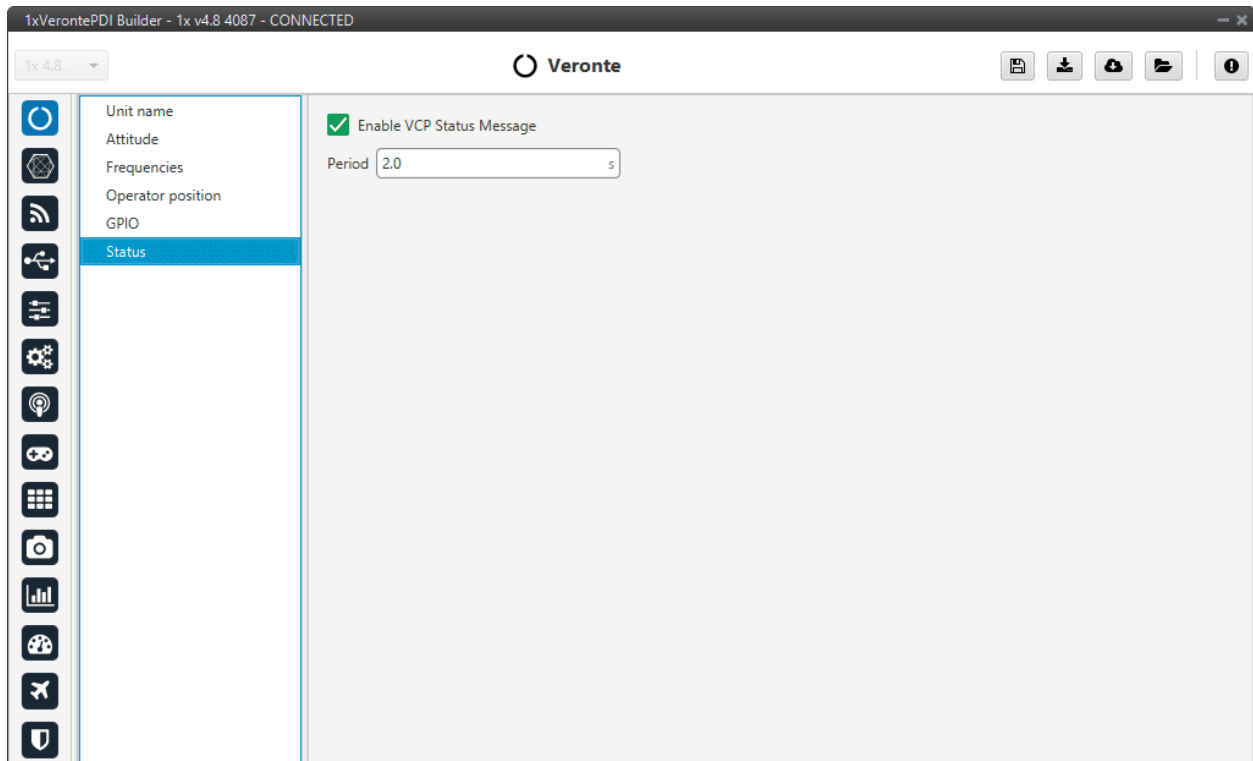 1xVerontePDI Builder - 1x v4.8 4087 - CONNECTED
1x 4.8
Veronte
Unit name
Attitude
Frequencies
Operator position
GPIO
Status
Enable VCP Status Message
Period 2.0 s